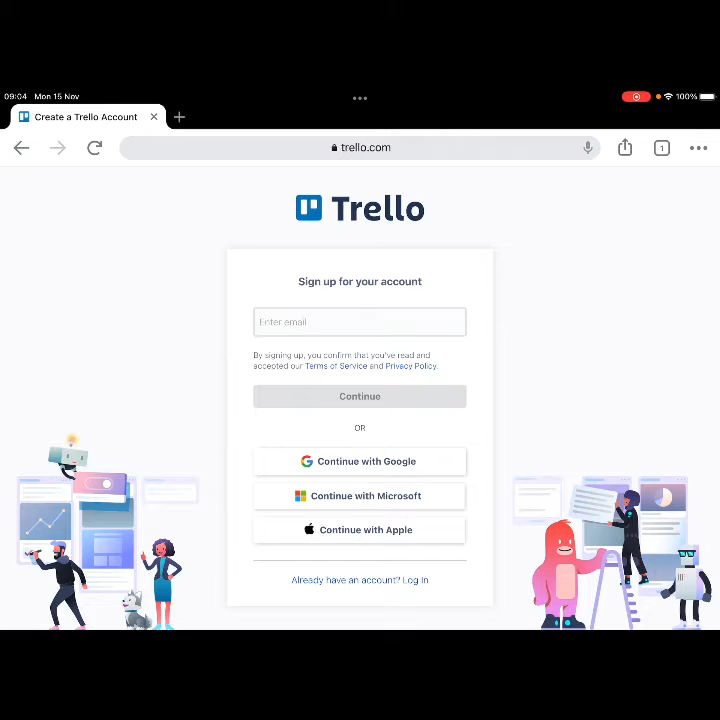 09:04 Mon 15 Nov
100%
Create a Trello Account
trello.com
1
Trello
Sign up for your account
Enter email
By signing up, you confirm that you've read and
accepted our Terms of Service and Privacy Policy.
Continue
OR
Continue with Google
Continue with Microsoft
Continue with Apple
Already have an account? Log In